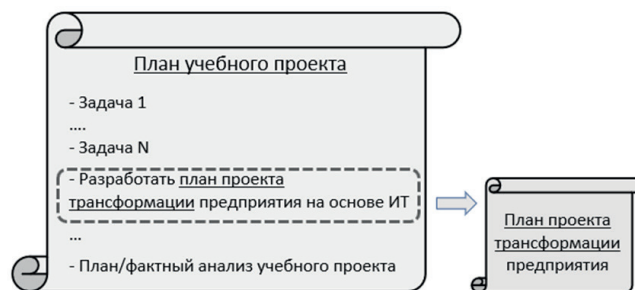 План учебного проекта
- Задача 1
....
- Задача N
- Разработать план проекта
трансформации предприятия на основе ИТ
...
- План/фактный анализ учебного проекта
План проекта
трансформации
предприятия